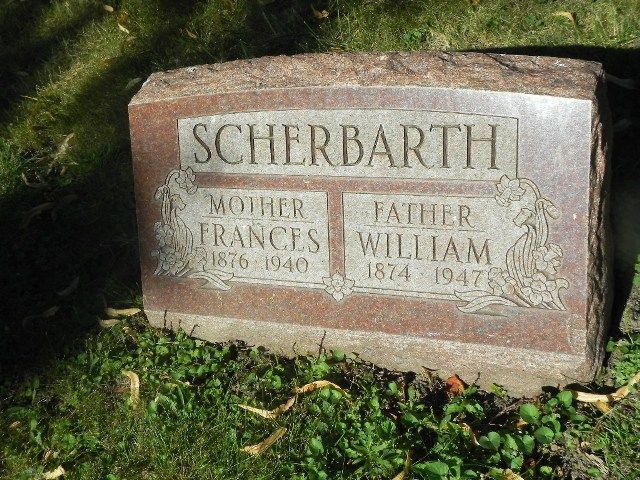 SCHERBARTH
MOTHER
FRANCES
1876 1940
FATHER
WILLIAM
1874 - 1947